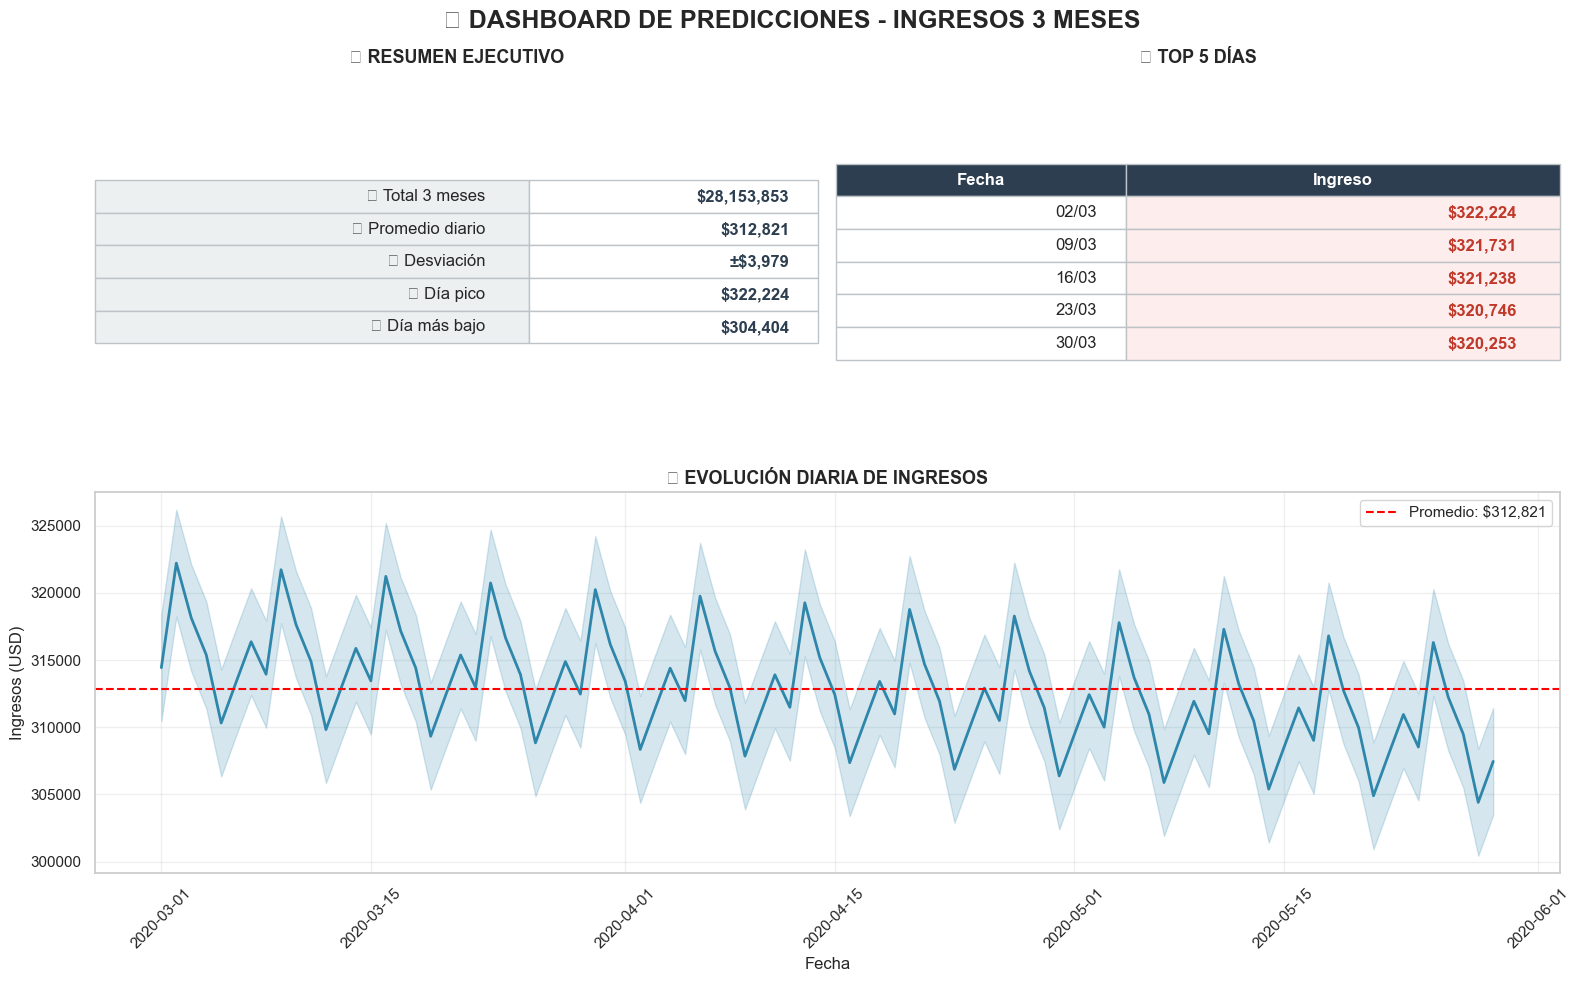 DASHBOARD DE PREDICCIONES - INGRESOS 3 MESES
RESUMEN EJECUTIVO
Total 3 meses $28,153,853
Promedio diario $312,821
Desviación ±$3,979
Día pico $322,224
Día más bajo $304,404
TOP 5 DÍAS
Fecha Ingreso
02/03 $322,224
09/03 $321,731
16/03 $321,238
23/03 $320,746
30/03 $320,253
EVOLUCIÓN DIARIA DE INGRESOS
Promedio: $312,821
Ingresos (USD)
325000
320000
315000
310000
305000
300000
2020-03-01 2020-03-15 2020-04-01 2020-04-15 2020-05-01 2020-05-15 2020-06-01
Fecha